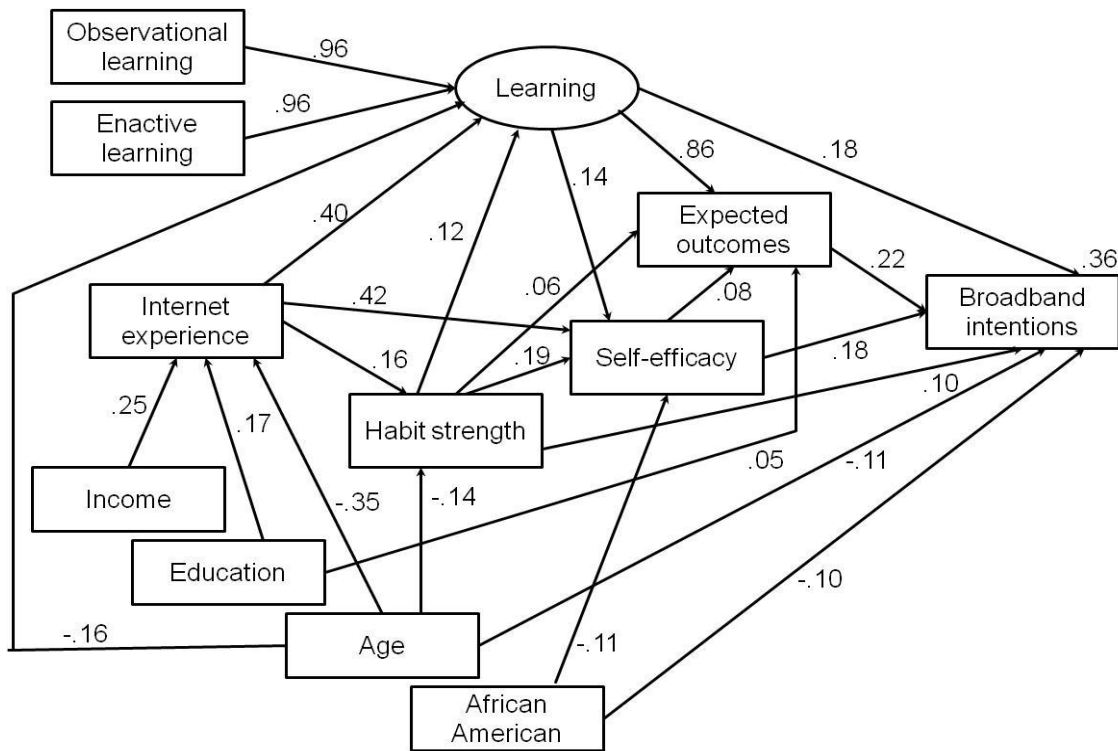 Observational
learning
.96
Enactive
learning
.96
Learning
.86
.18
.14
.40
.12
Expected
outcomes
.36
.22
Internet
experience
.42
.06
.08
Broadband
intentions
.16
.19
Self-efficacy
.18
.25
.17
Habit strength
.10
.05
-.11
Income
-.35
-.14
Education
-.10
-.16
Age
-.11
African
American